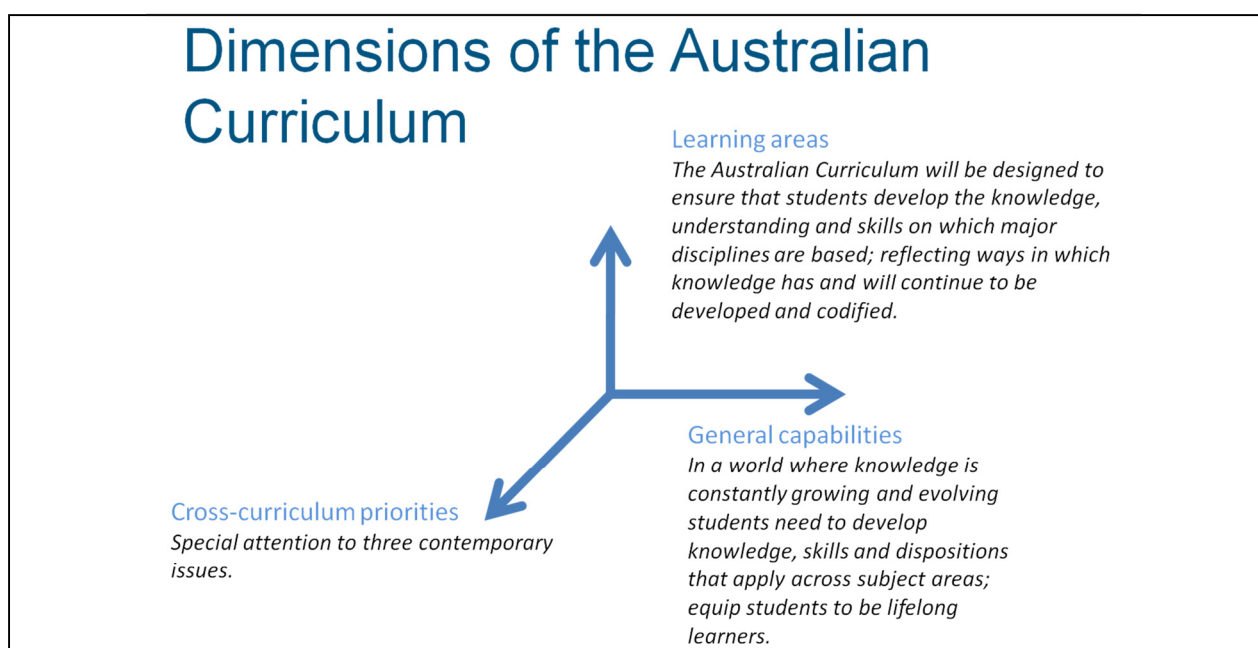 Dimensions of the Australian
Curriculum
Learning areas
The Australian Curriculum will be designed to
ensure that students develop the knowledge,
understanding and skills on which major
disciplines are based; reflecting ways in which
knowledge has and will continue to be
developed and codified.
General capabilities
In a world where knowledge is
constantly growing and evolving
students need to develop
knowledge, skills and dispositions
that apply across subject areas;
equip students to be lifelong
learners.
Cross-curriculum priorities
Special attention to three contemporary
issues.